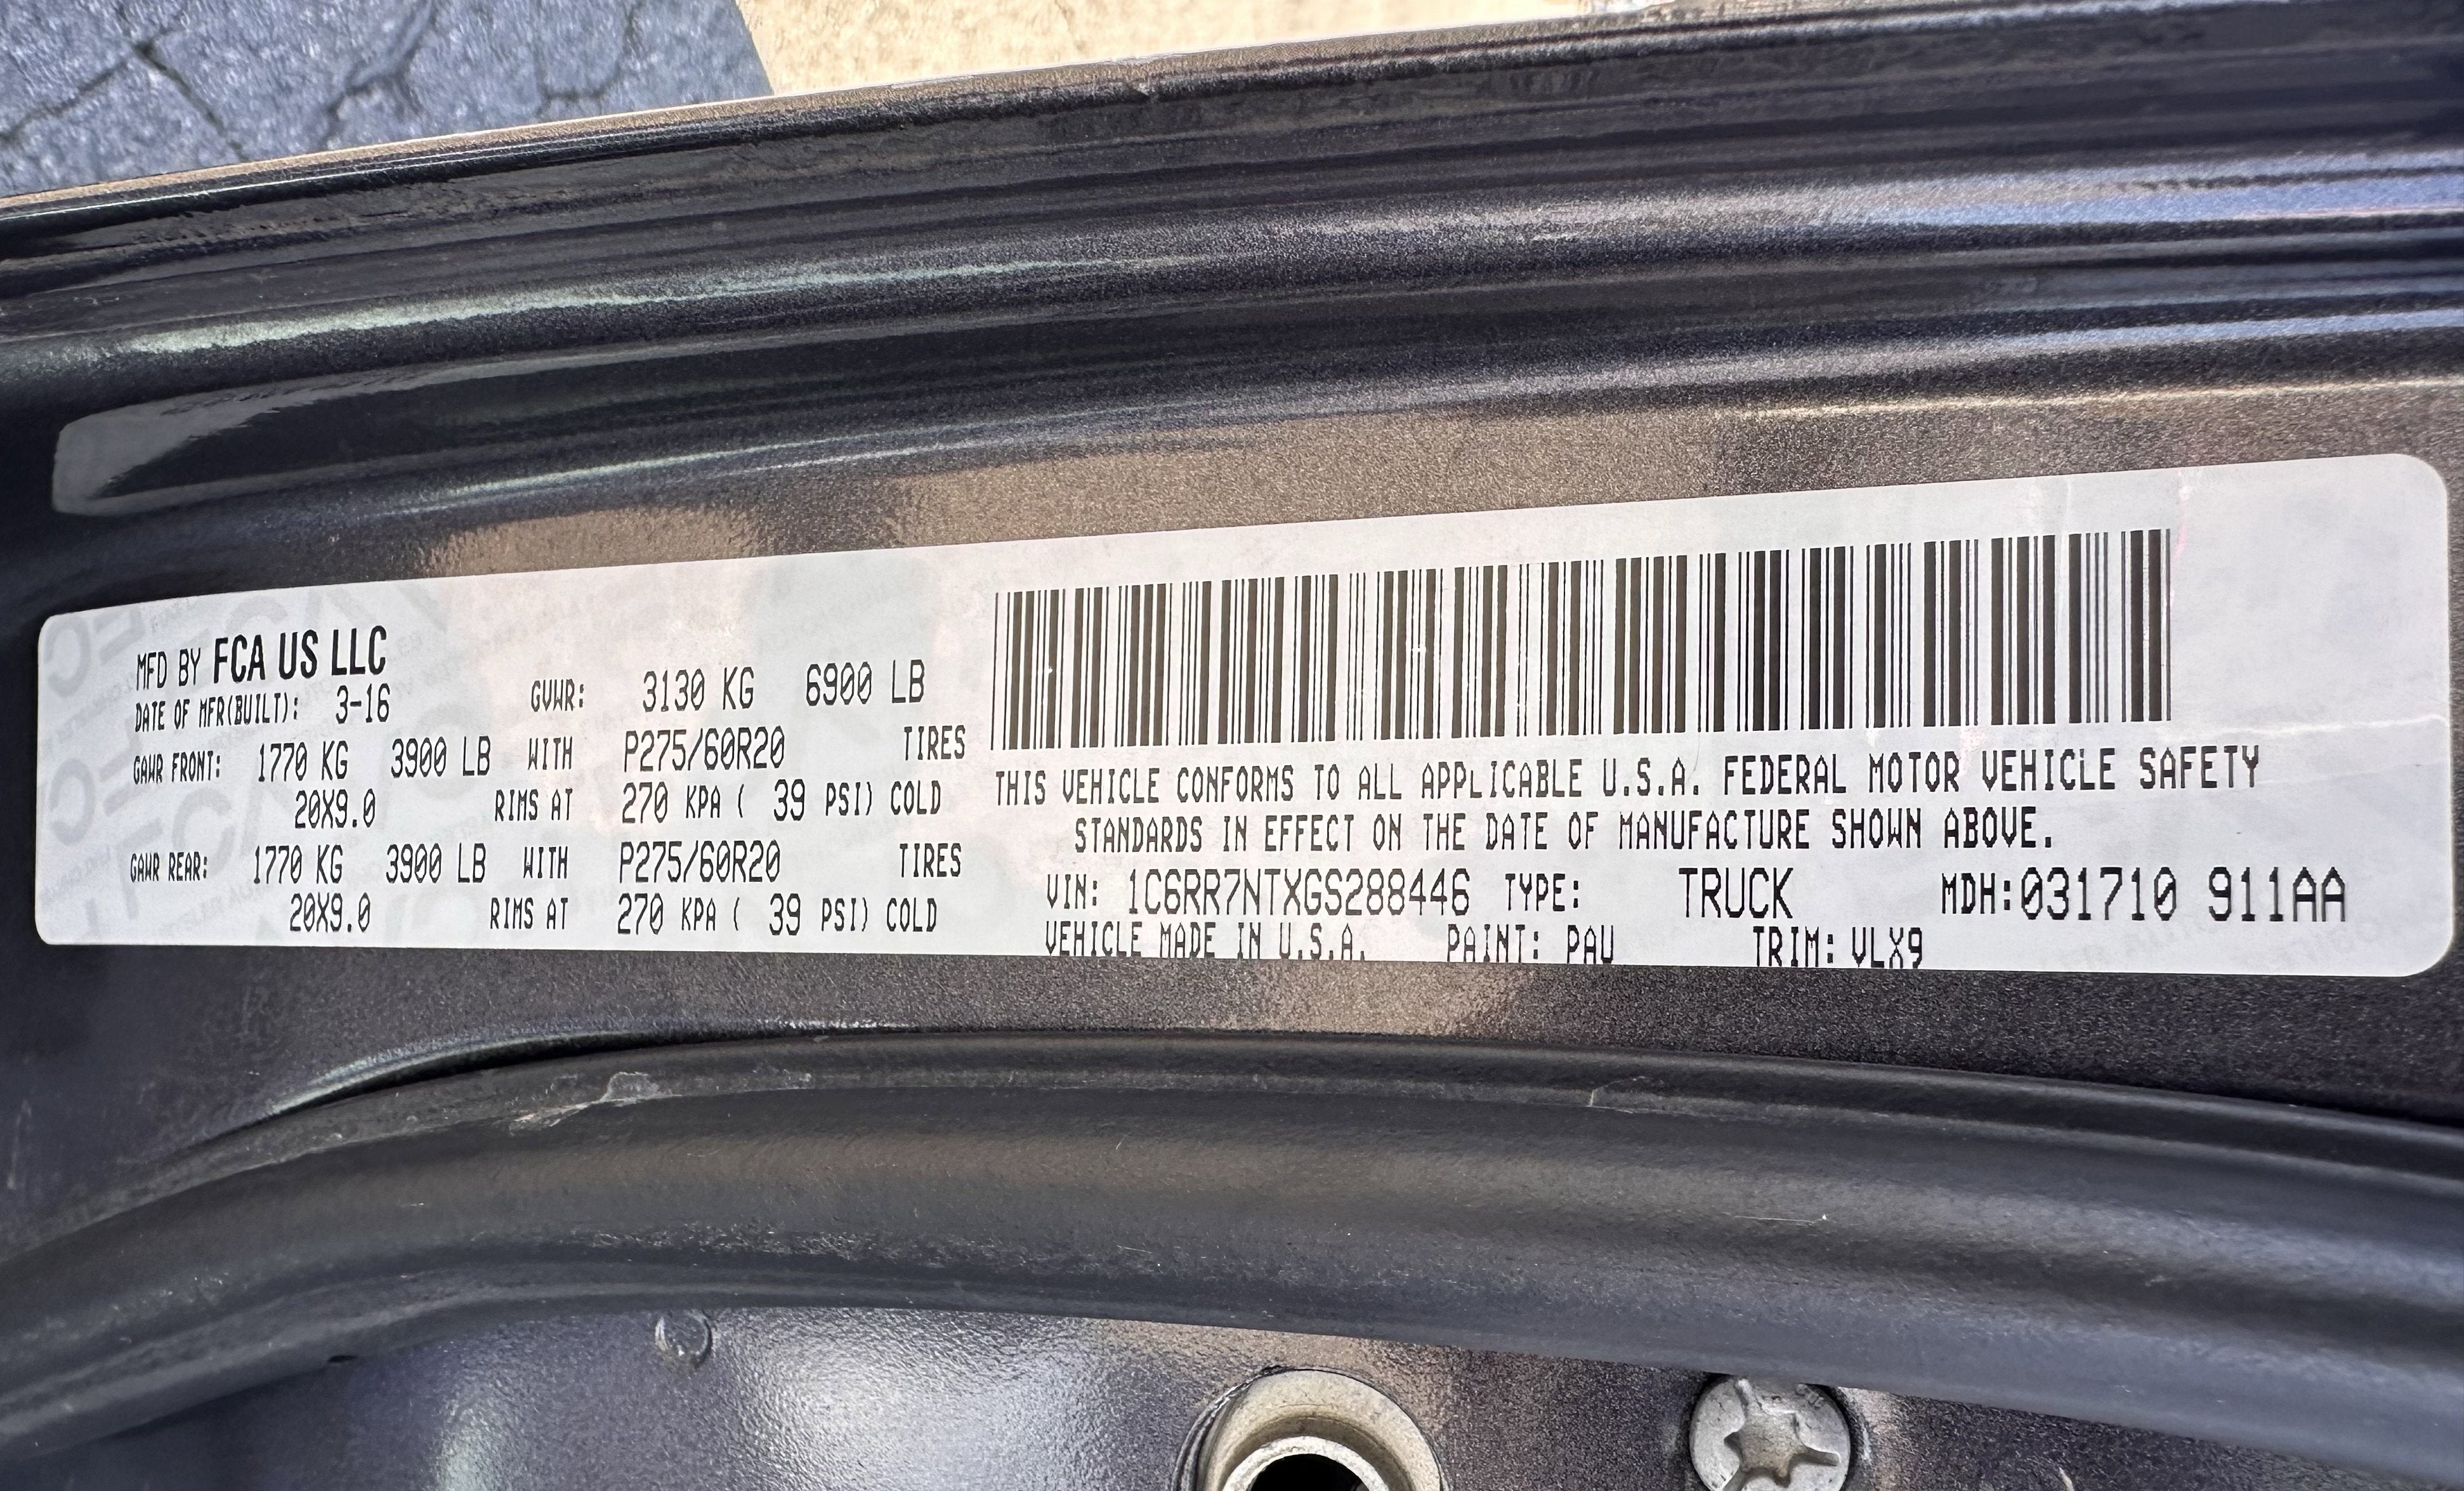 MFD BY FCA US LLC
DATE OF MFR(BUILT): 3-16 GVWR: 3130 KG 6900 LB
GAWR FRONT: 1770 KG 3900 LB WITH P275/60R20 TIRES
20X9.0 RIMS AT 270 KPA ( 39 PSI) COLD
GAWR REAR: 1770 KG 3900 LB WITH P275/60R20 TIRES
20X9.0 RIMS AT 270 KPA ( 39 PSI) COLD
THIS VEHICLE CONFORMS TO ALL APPLICABLE U.S.A. FEDERAL MOTOR VEHICLE SAFETY
STANDARDS IN EFFECT ON THE DATE OF MANUFACTURE SHOWN ABOVE.
VIN: 1C6RR7NTXGS288446 TYPE: TRUCK MDH:031710 911AA
VEHICLE MADE IN U.S.A. PAINT: PAU TRIM: VLX9